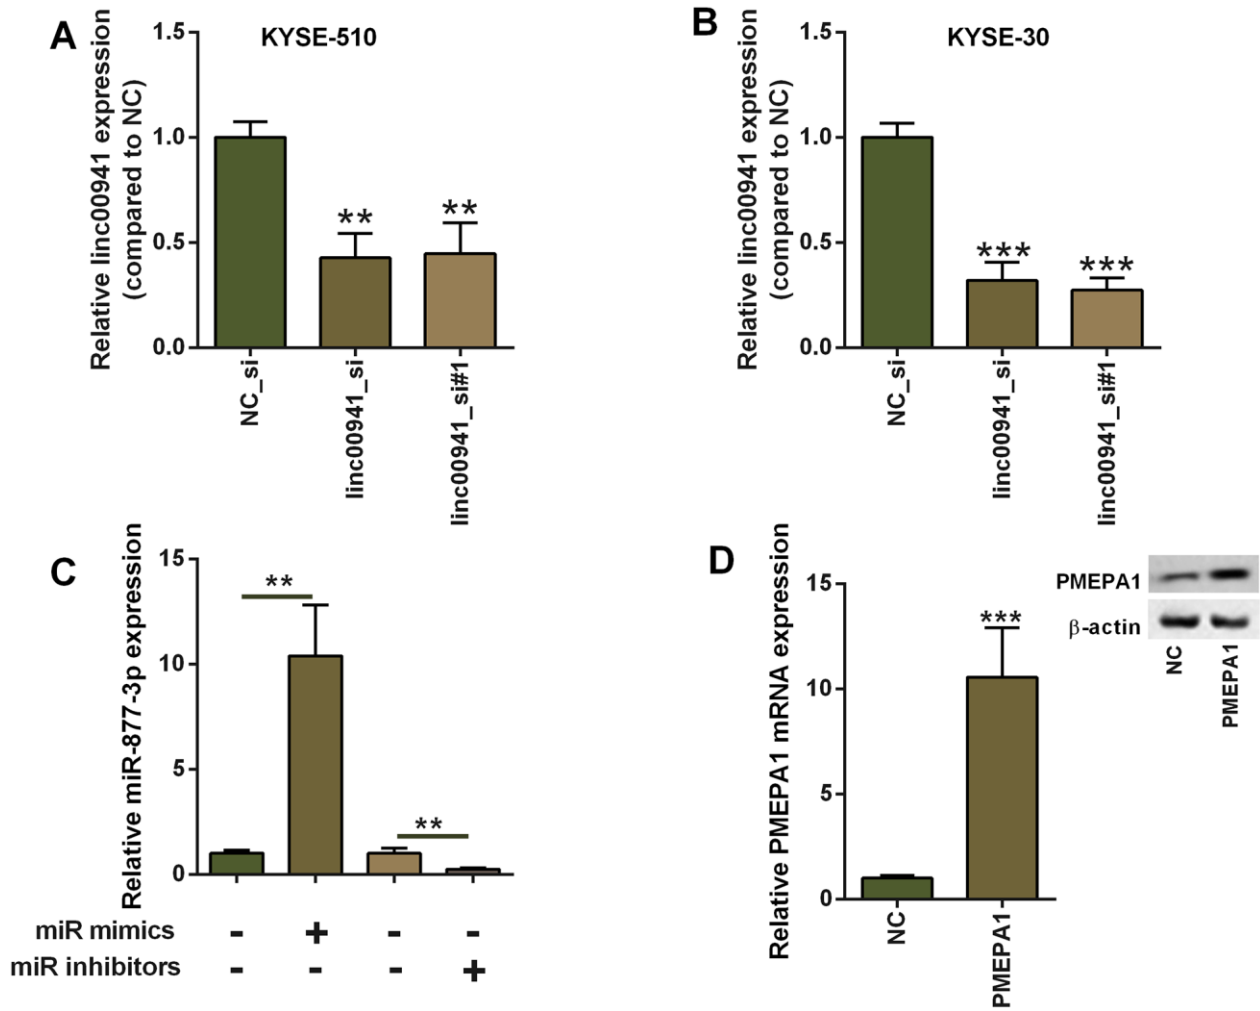 A
KYSE-510
Relative linc00941 expression
(compared to NC)
1.5
1.0
0.5
0.0
**
**
NC_si
linc00941_si
linc00941_si#1
B
KYSE-30
Relative linc00941 expression
(compared to NC)
1.5
1.0
0.5
0.0
***
***
NC_si
linc00941_si
linc00941_si#1
C
Relative miR-877-3p expression
15
10
5
0
**
**
miR mimics - + - -
miR inhibitors - - - +
D
Relative PMEPA1 mRNA expression
15
10
5
0
***
NC
PMEPA1
PMEPA1
β-actin
NC
PMEPA1